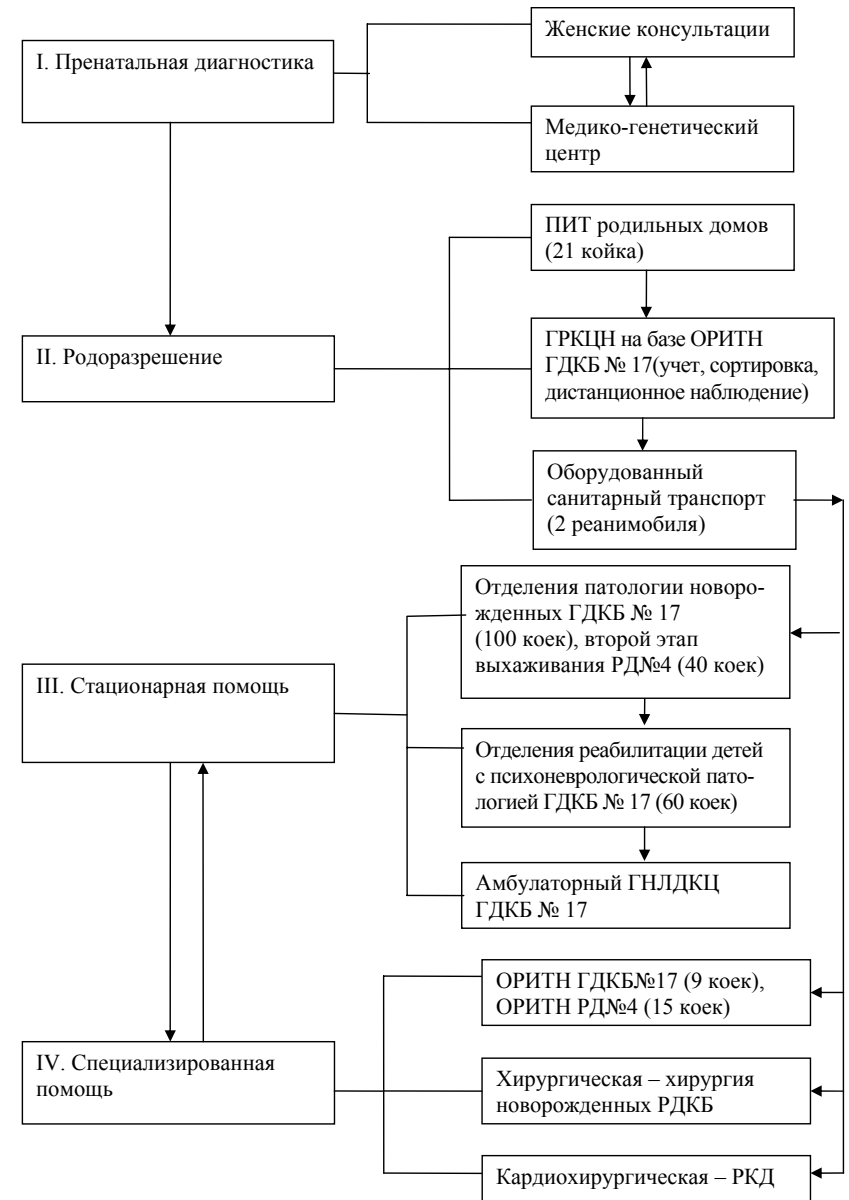 Женские консультации
I. Пренатальная диагностика
Медико-генетический
центр
ПИТ родильных домов
(21 койка)
ГРКЦН на базе ОРИТН
ГДКБ № 17(учет, сортировка,
дистанционное наблюдение)
II. Родоразрешение
Оборудованный
санитарный транспорт
(2 реанимобиля)
Отделения патологии новоро-
жденных ГДКБ № 17
(100 коек), второй этап
выхаживания РД№4 (40 коек)
III. Стационарная помощь
Отделения реабилитации детей
с психоневрологической пато-
логией ГДКБ № 17 (60 коек)
Амбулаторный ГНЛДКЦ
ГДКБ № 17
ОРИТН ГДКБ№17 (9 коек),
ОРИТН РД№4 (15 коек)
IV. Специализированная
помощь
Хирургическая – хирургия
новорожденных РДКБ
Кардиохирургическая – РКД